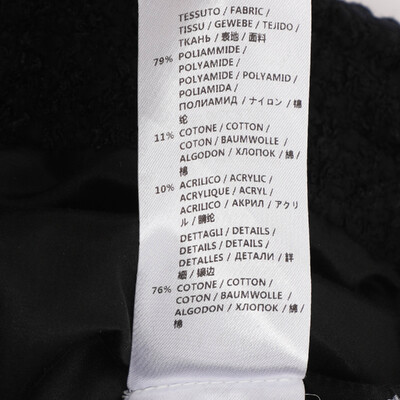 TESSUTO / FABRIC /
TISSU / GEWEBE / TEJIDO /
ТКАНЬ / 表地 / 面料
79% POLIAMMIDE /
POLYAMIDE /
POLYAMIDE / POLYAMID /
POLIAMIDA /
ПОЛИАМИД / ナイロン / 棉
纶
11% COTONE / COTTON /
COTON / BAUMWOLLE /
ALGODON / ХЛОПОК / 綿 /
棉
10% ACRILICO / ACRYLIC /
ACRYLIQUE / ACRYL /
ACRILICO / АКРИЛ / アクリ
ル / 腈纶
DETTAGLI / DETAILS /
DETAILS / DETAILS /
DETALLES / ДЕТАЛИ / 詳
細 / 镶边
76% COTONE / COTTON /
COTON / BAUMWOLLE /
ALGODON / ХЛОПОК / 綿 /
棉